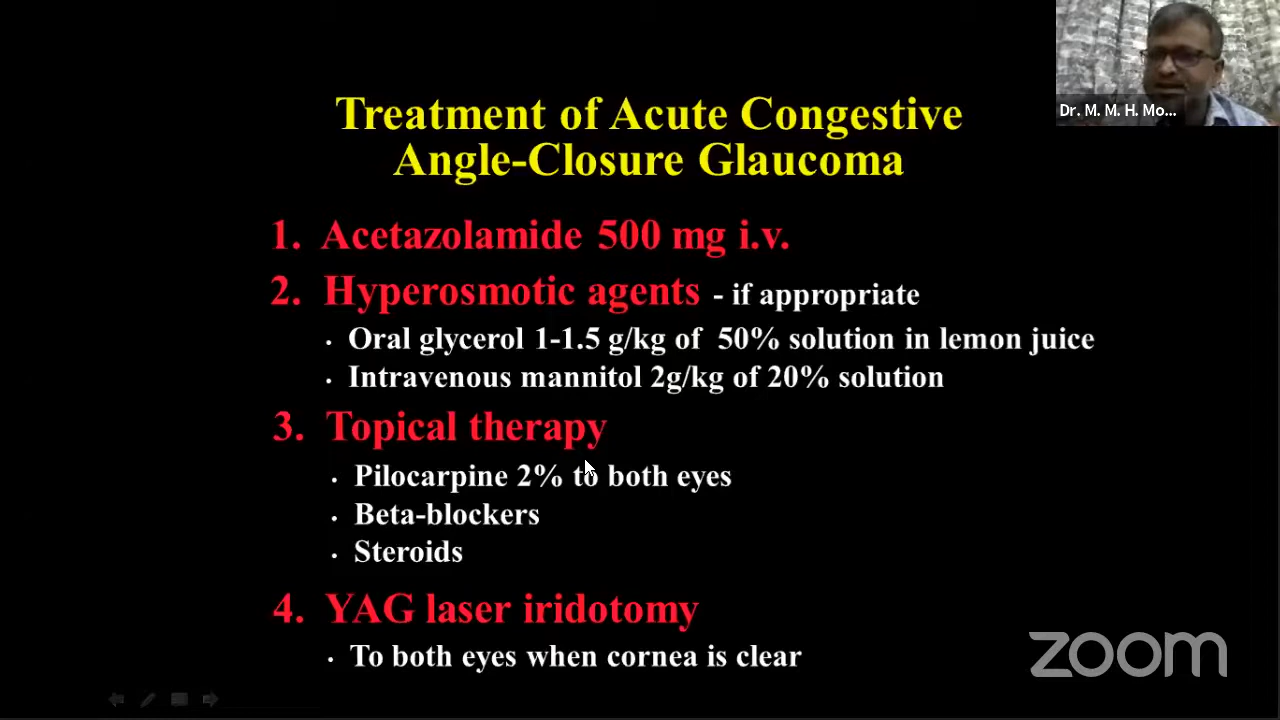 Treatment of Acute Congestive
Angle-Closure Glaucoma
1. Acetazolamide 500 mg i.v.
2. Hyperosmotic agents - if appropriate
• Oral glycerol 1-1.5 g/kg of 50% solution in lemon juice
• Intravenous mannitol 2g/kg of 20% solution
3. Topical therapy
• Pilocarpine 2% to both eyes
• Beta-blockers
• Steroids
4. YAG laser iridotomy
• To both eyes when cornea is clear
Dr. M. M. H. Mo...
zoom